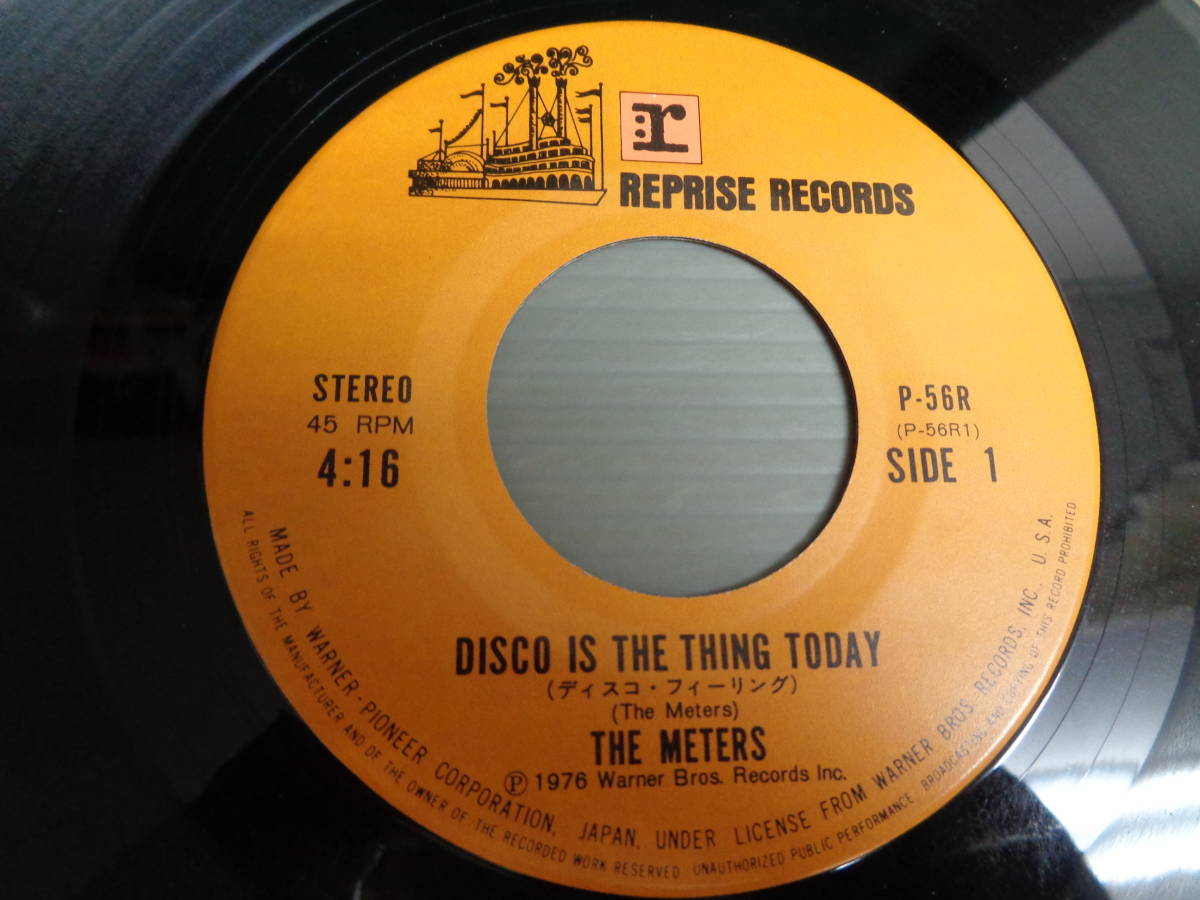 r:
REPRISE RECORDS
STEREO
45 RPM
4:16
P-56R
(P-56R1)
SIDE 1
DISCO IS THE THING TODAY
(ディスコ・フィーリング)
(The Meters)
THE METERS
Ⓟ 1976 Warner Bros. Records Inc.
MADE BY WARNER-PIONEER CORPORATION, JAPAN, UNDER LICENSE FROM WARNER BROS. RECORDS, INC., U.S.A.
ALL RIGHTS OF THE MANUFACTURER AND OF THE OWNER OF THE RECORDED WORK RESERVED UNAUTHORIZED PUBLIC PERFORMANCE BROADCASTING AND COPYING OF THIS RECORD PROHIBITED